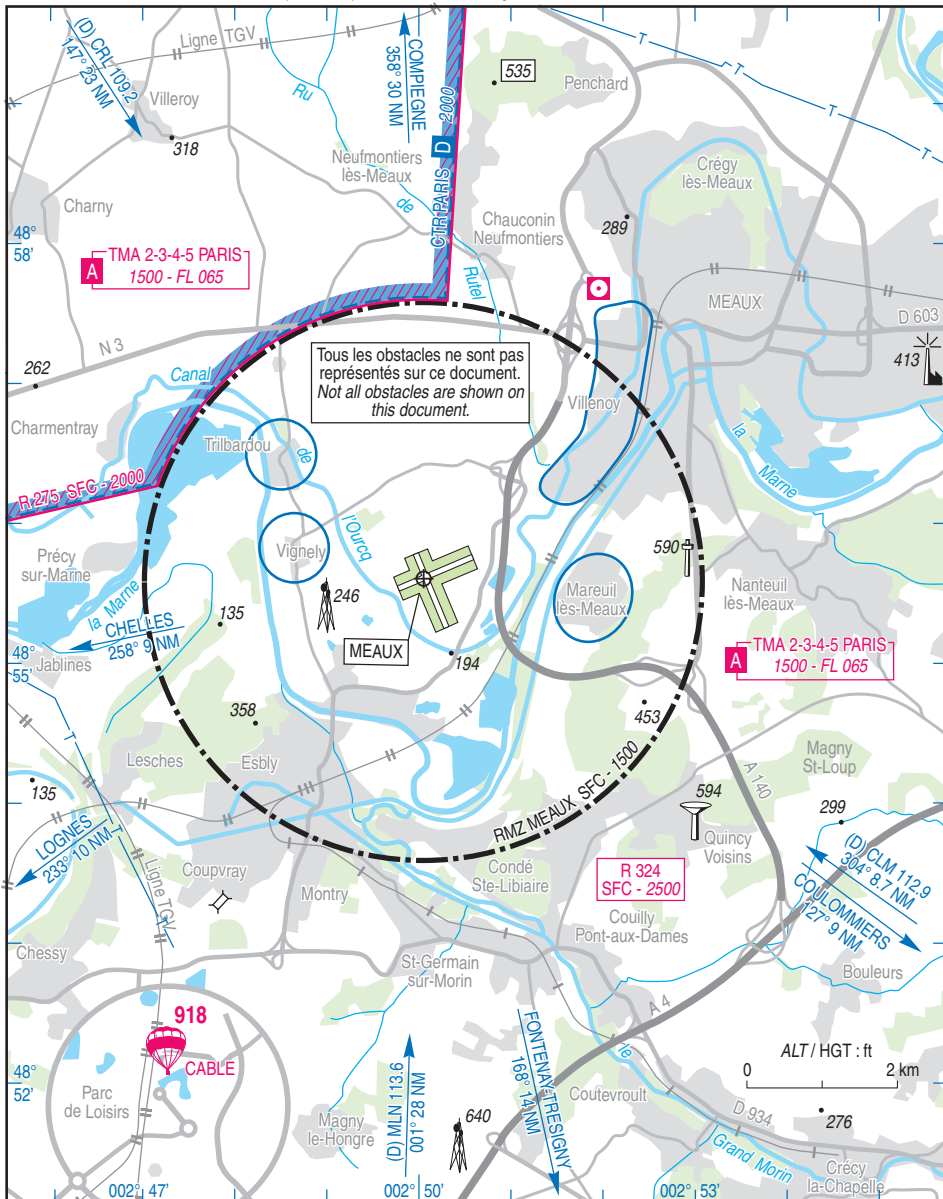 (D) CRL 109.2
147° 23 NM
Ligne TGV
COMPIEGNE
358° 30 NM
535
Penchard
Villeroy
Ru
318
Neufmontiers
lès-Meaux
de
CTR PARIS D 2000
Crégy
lès-Meaux
Charny
48°
58'
Chauconin
Neufmontiers
289
A
TMA 2-3-4-5 PARIS
1500 - FL 065
Rutel
MEAUX
D 603
N 3
413
262
Canal
Tous les obstacles ne sont pas
représentés sur ce document.
Not all obstacles are shown on
this document.
Villenoy
Charmentray
Trilbardou
de
la
Marne
R 275 SFC - 2000
l'Ourcq
Précy
sur-Marne
Vignely
590
la Marne
246
Mareuil
lès-Meaux
Nanteuil
lès-Meaux
CHELLES
258° 9 NM
135
MEAUX
194
48°
55'
Jablines
A
TMA 2-3-4-5 PARIS
1500 - FL 065
358
453
Lesches
Esbly
RMZ MEAUX SFC - 1500
A 140
Magny
St-Loup
135
594
299
LOGNES
233° 10 NM
Ligne TGV
Coupvray
Montry
Condé
Ste-Libiaire
Quincy
Voisins
R 324
SFC - 2500
(D) CLM 112.9
304° 8.7 NM
COULOMMIERS
127° 9 NM
Couilly
Pont-aux-Dames
Chessy
St-Germain
sur-Morin
Bouleurs
A 4
918
CABLE
FONTENAY-TRESIGNY
168° 14 NM
le
ALT / HGT : ft
0
2 km
48°
52'
Parc
de Loisirs
(D) MLN 113.6
001° 28 NM
Coutevroult
Magny
le-Hongre
640
D 934
276
Grand Morin
Crécy
la-Chapelle
002° 47'
002° 50'
002° 53'
T
T
T
T
T
T
T